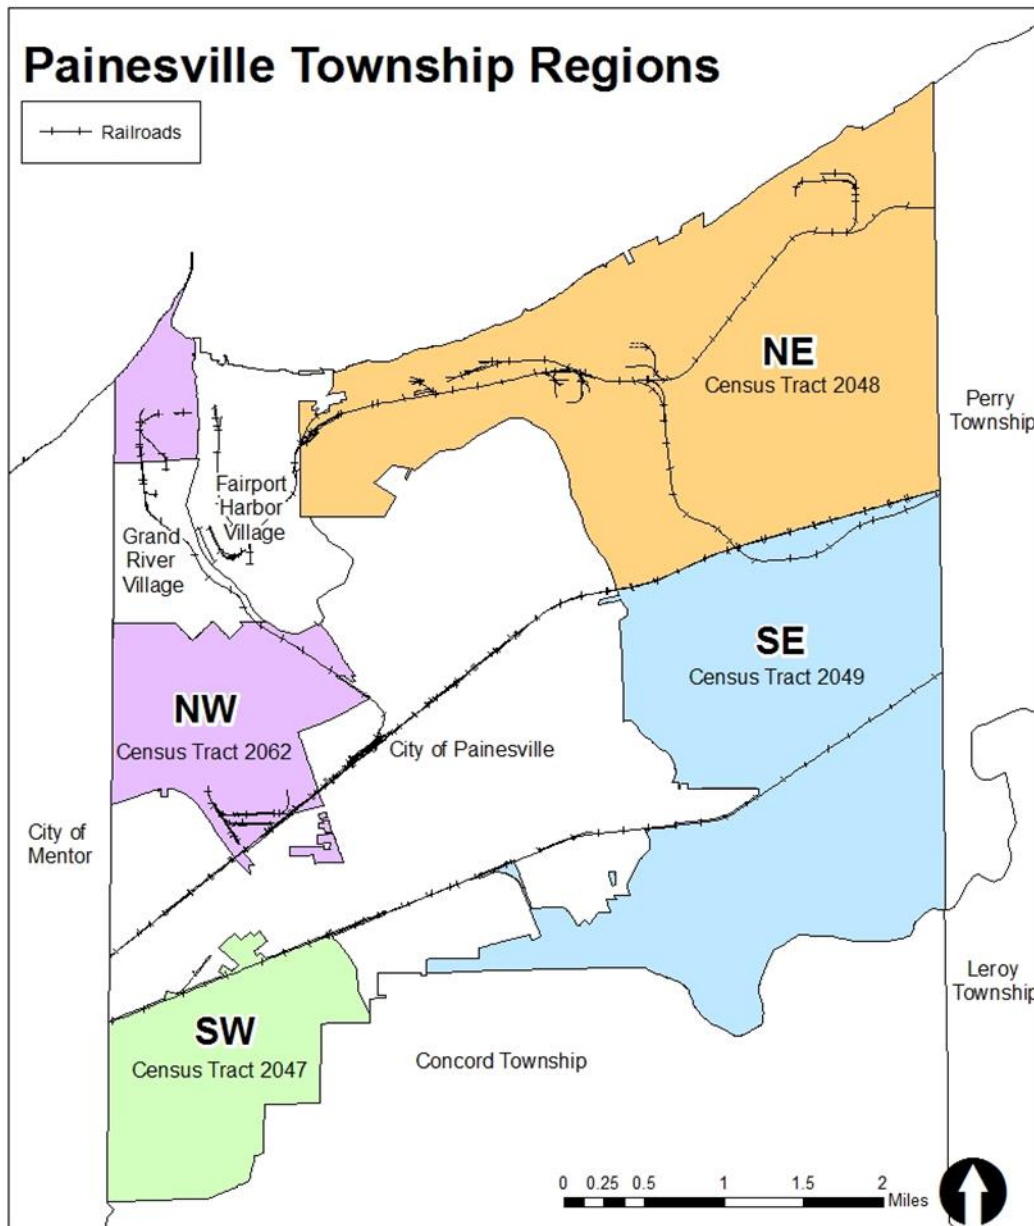 Painesville Township Regions
Railroads
NE
Census Tract 2048
Perry
Township
Fairport
Harbor
Village
Grand
River
Village
SE
Census Tract 2049
NW
Census Tract 2062
City of Painesville
City of
Mentor
Leroy
Township
SW
Census Tract 2047
Concord Township
0 0.25 0.5 1 1.5 2
Miles